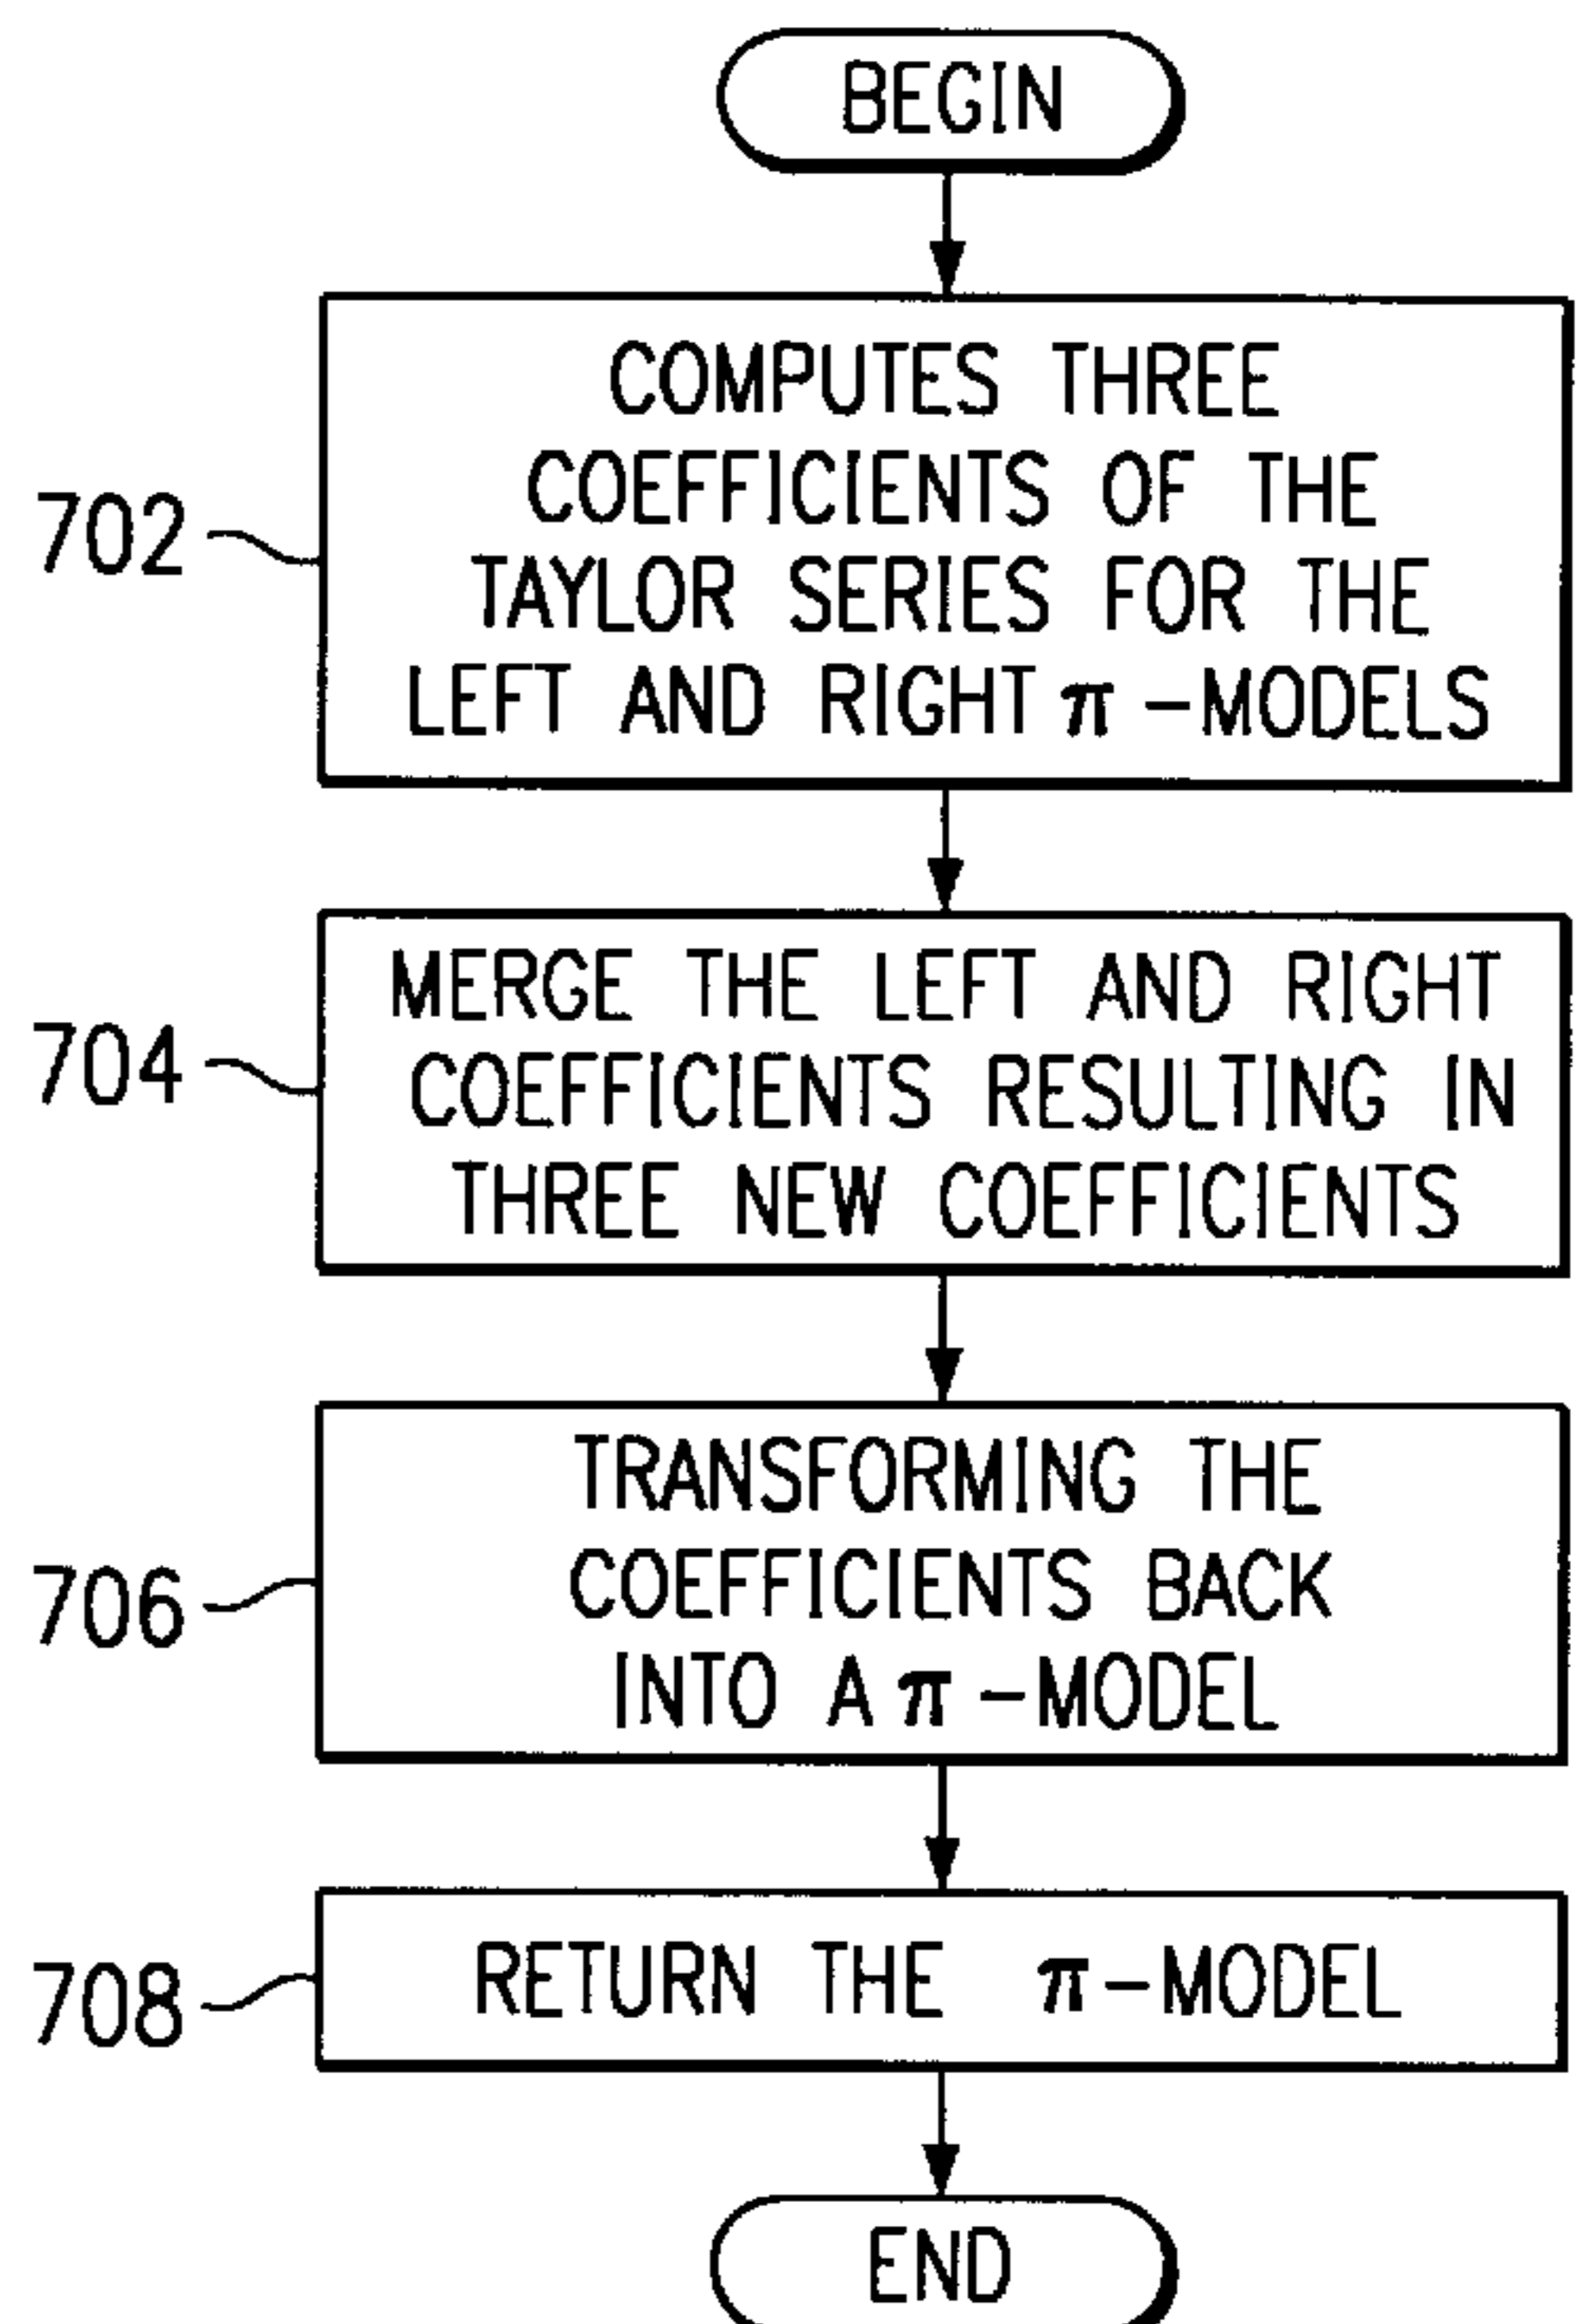 BEGIN
702
COMPUTES THREE
COEFFICIENTS OF THE
TAYLOR SERIES FOR THE
LEFT AND RIGHT π-MODELS
704
MERGE THE LEFT AND RIGHT
COEFFICIENTS RESULTING IN
THREE NEW COEFFICIENTS
706
TRANSFORMING THE
COEFFICIENTS BACK
INTO A π-MODEL
708
RETURN THE π-MODEL
END